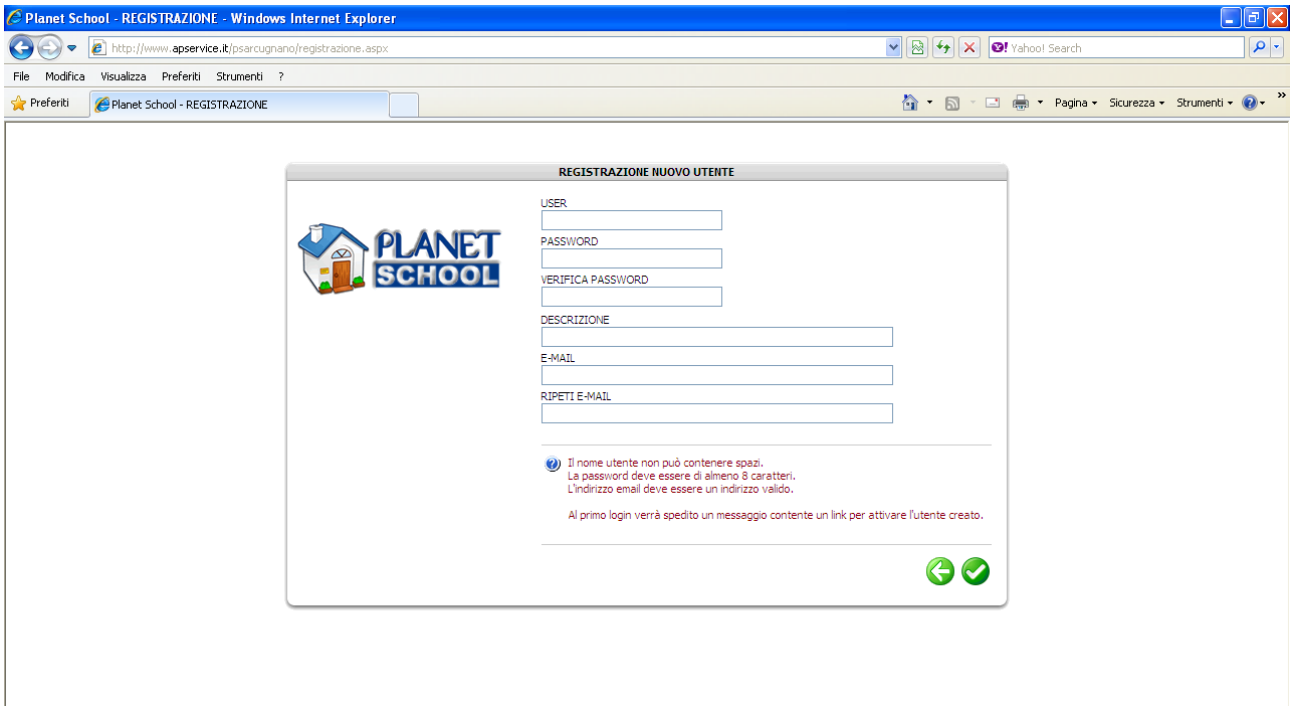 Planet School - REGISTRAZIONE - Windows Internet Explorer
http://www.apservice.it/psarcugnano/registrazione.aspx
Yahoo! Search
File Modifica Visualizza Preferiti Strumenti ?
Preferiti
Planet School - REGISTRAZIONE
Pagina Sicurezza Strumenti »
REGISTRAZIONE NUOVO UTENTE
PLANET
SCHOOL
USER
PASSWORD
VERIFICA PASSWORD
DESCRIZIONE
E-MAIL
RIPETI E-MAIL
Il nome utente non può contenere spazi.
La password deve essere di almeno 8 caratteri.
L'indirizzo email deve essere un indirizzo valido.
Al primo login verrà spedito un messaggio contente un link per attivare l'utente creato.